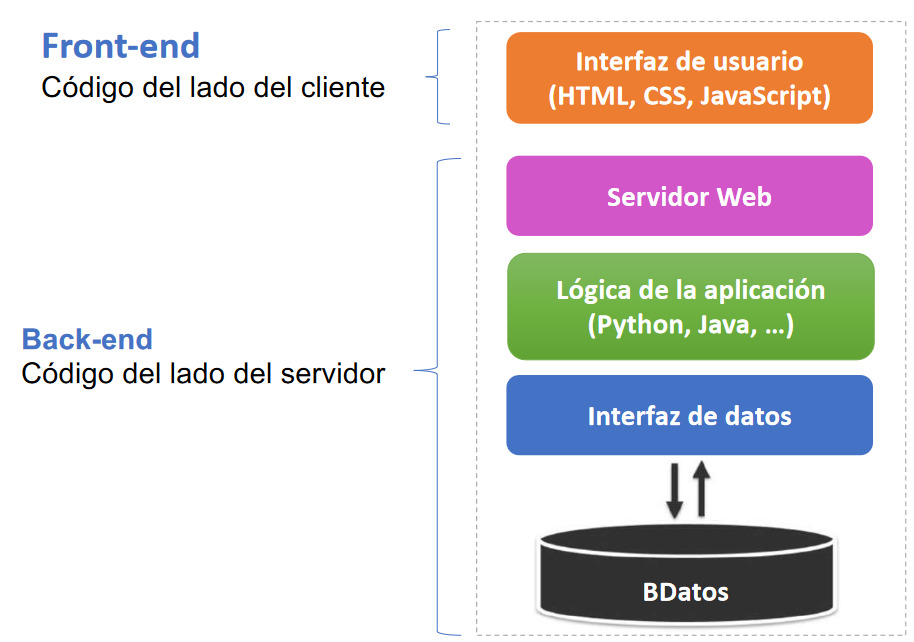 Front-end
Código del lado del cliente
Interfaz de usuario
(HTML, CSS, JavaScript)
Servidor Web
Lógica de la aplicación
(Python, Java, …)
Back-end
Código del lado del servidor
Interfaz de datos
BDatos